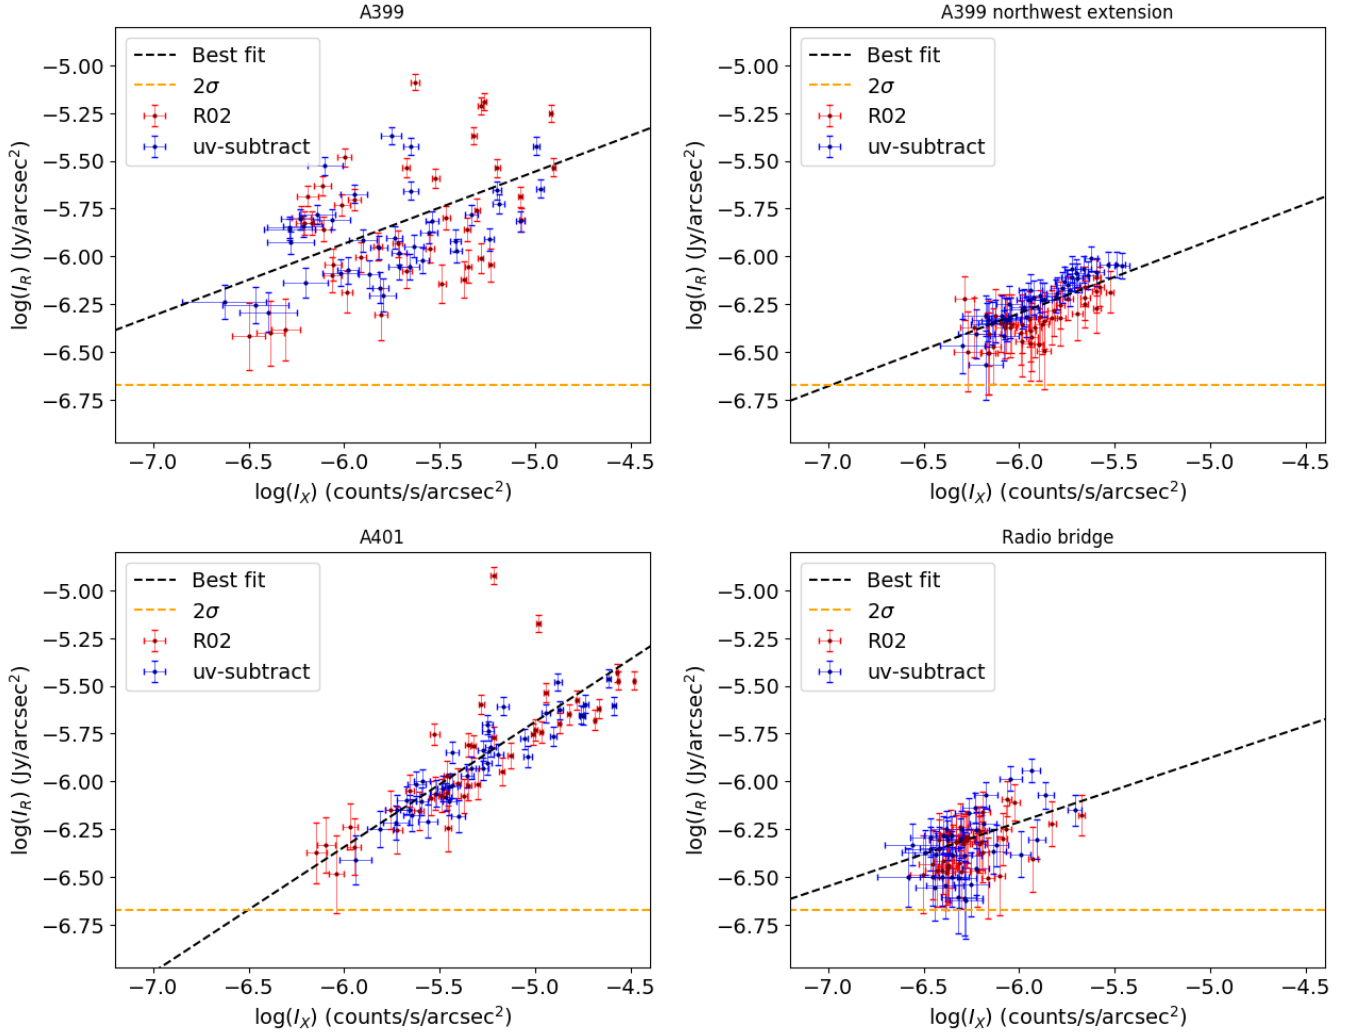 A399
Best fit
2σ
R02
uv-subtract
−5.00
−5.25
−5.50
−5.75
−6.00
−6.25
−6.50
−6.75
log(I_R) (Jy/arcsec²)
−7.0 −6.5 −6.0 −5.5 −5.0 −4.5
log(I_X) (counts/s/arcsec²)
A399 northwest extension
Best fit
2σ
R02
uv-subtract
−5.00
−5.25
−5.50
−5.75
−6.00
−6.25
−6.50
−6.75
log(I_R) (Jy/arcsec²)
−7.0 −6.5 −6.0 −5.5 −5.0 −4.5
log(I_X) (counts/s/arcsec²)
A401
Best fit
2σ
R02
uv-subtract
−5.00
−5.25
−5.50
−5.75
−6.00
−6.25
−6.50
−6.75
log(I_R) (Jy/arcsec²)
−7.0 −6.5 −6.0 −5.5 −5.0 −4.5
log(I_X) (counts/s/arcsec²)
Radio bridge
Best fit
2σ
R02
uv-subtract
−5.00
−5.25
−5.50
−5.75
−6.00
−6.25
−6.50
−6.75
log(I_R) (Jy/arcsec²)
−7.0 −6.5 −6.0 −5.5 −5.0 −4.5
log(I_X) (counts/s/arcsec²)